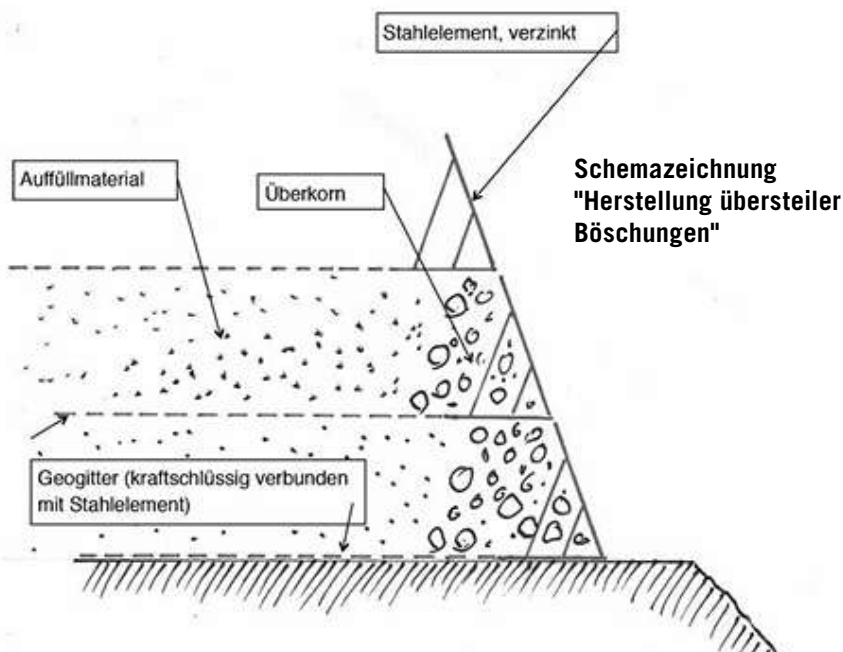 Stahlelement, verzinkt
Schemazeichnung
"Herstellung übersteiler
Böschungen"
Auffüllmaterial
Überkorn
Geogitter (kraftschlüssig verbunden
mit Stahlelement)